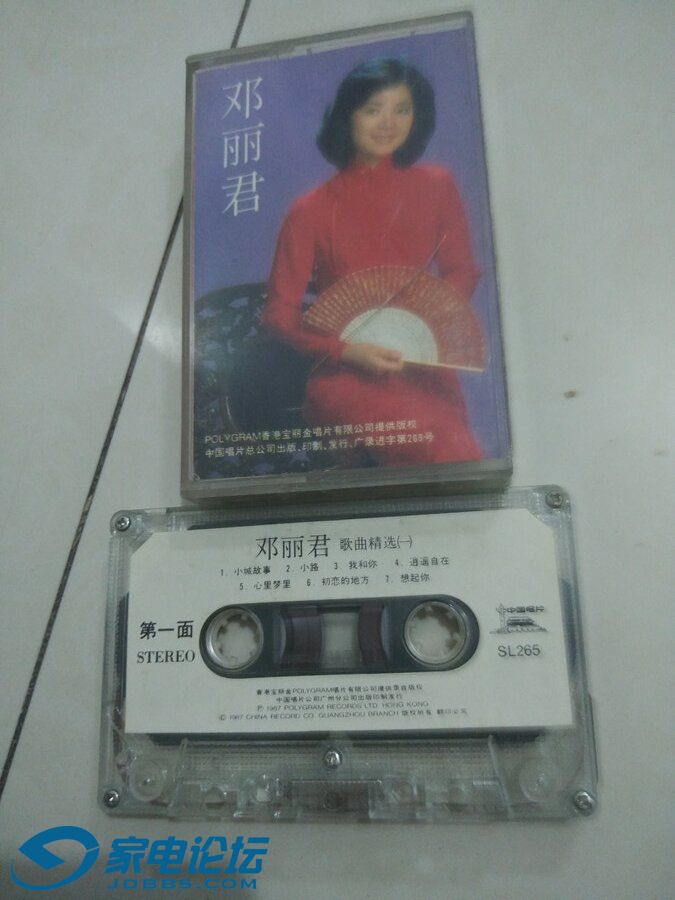 邓丽君
POLYGRAM香港宝丽金唱片有限公司提供版权
中国唱片总公司出版、印制、发行、广录进字第269号
邓丽君 歌曲精选(一)
1. 小城故事 2. 小路 3. 我和你 4. 逍遥自在
5. 心里梦里 6. 初恋的地方 7. 想起你
第一面
STEREO
中国唱片
SL265
香港宝丽金POLYGRAM唱片有限公司提供录音版权
中国唱片公司广州分公司出版印制发行
Ⓟ 1987 POLYGRAM RECORDS LTD. HONG KONG
© 1987 CHINA RECORD CO. GUANGZHOU BRANCH 版权所有 翻印必究
家电论坛
JDBBS.COM